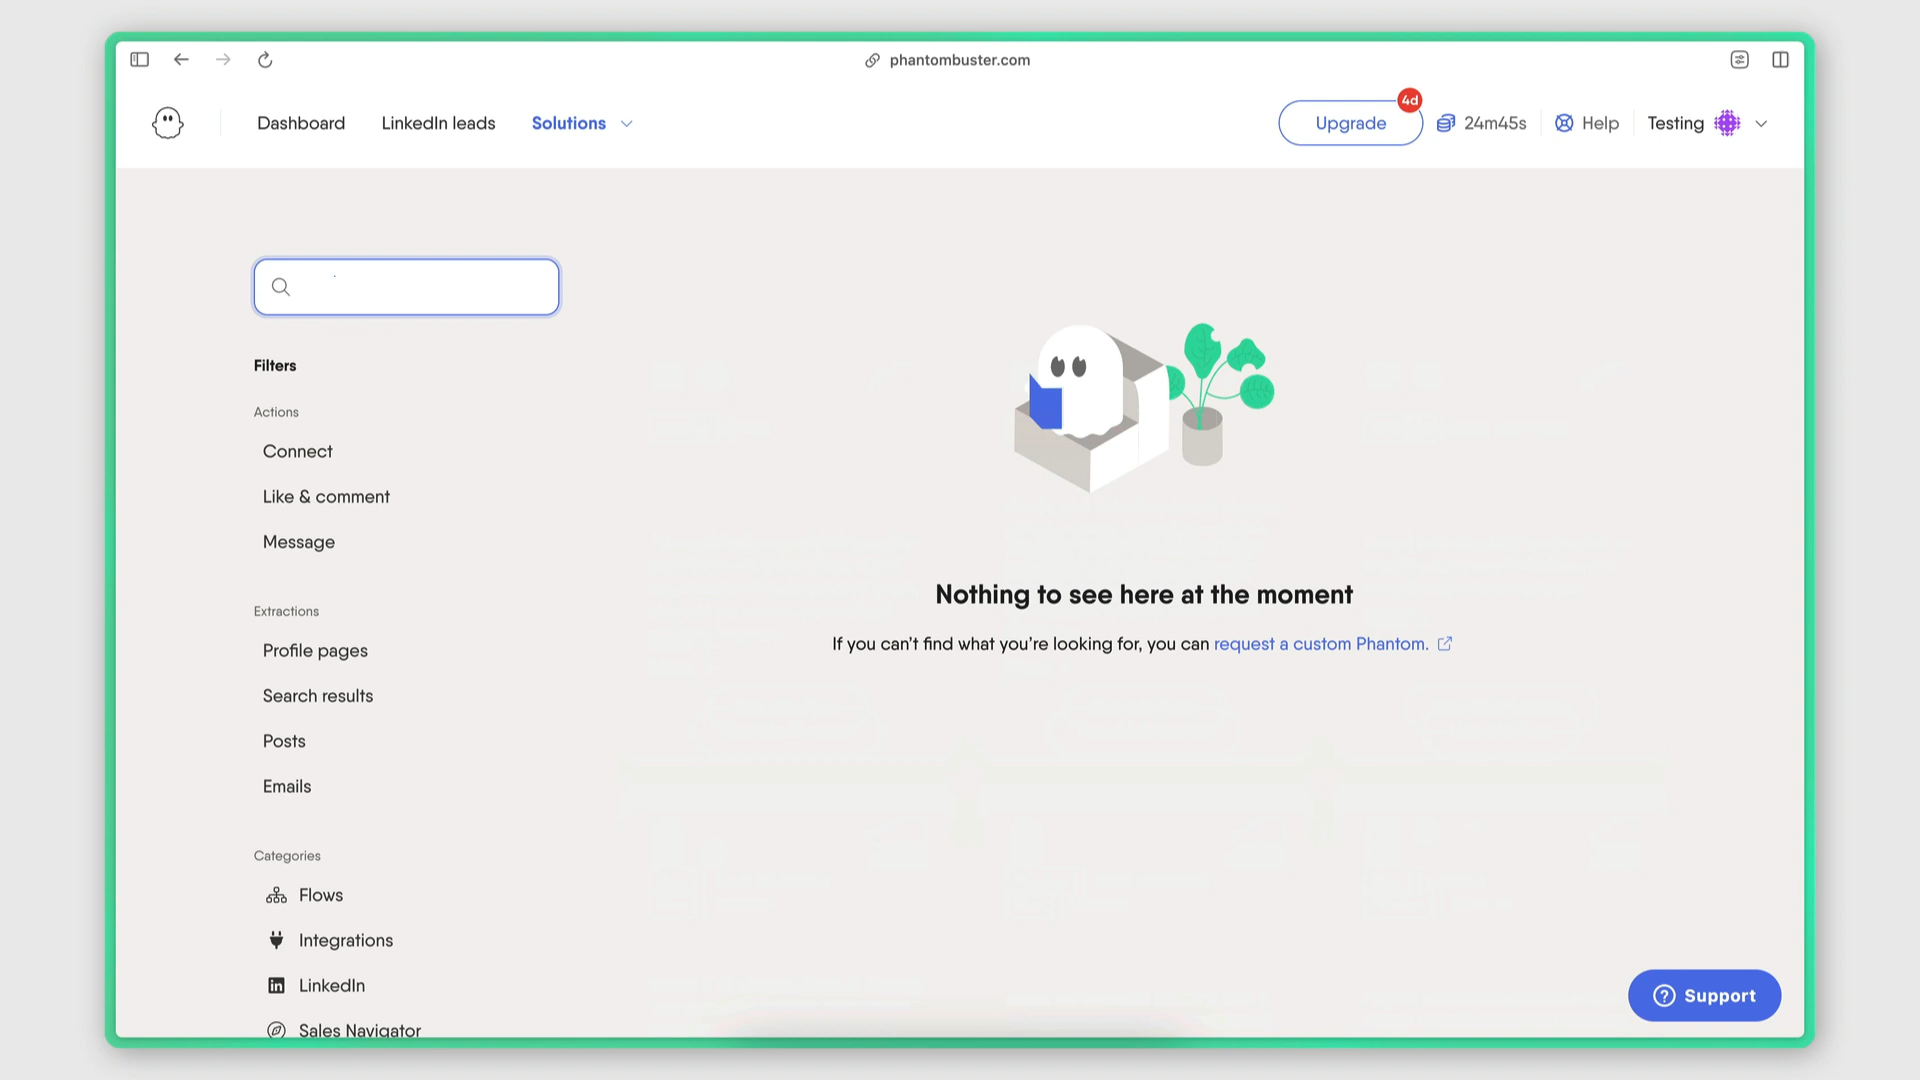 phantombuster.com
Dashboard
LinkedIn leads
Solutions
Upgrade
4d
24m45s
Help
Testing
Filters
Actions
Connect
Like & comment
Message
Extractions
Profile pages
Search results
Posts
Emails
Categories
Flows
Integrations
LinkedIn
Sales Navigator
Nothing to see here at the moment
If you can't find what you're looking for, you can request a custom Phantom.
Support